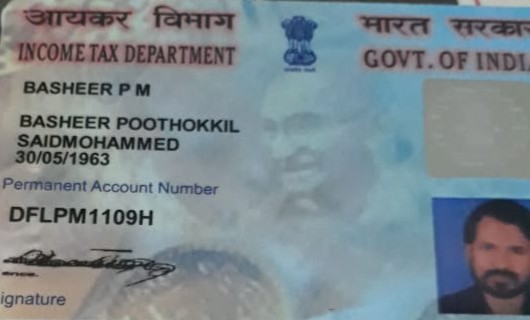 आयकर विभाग
INCOME TAX DEPARTMENT
भारत सरकार
GOVT. OF INDIA
BASHEER P M
BASHEER POOTHOKKIL
SAIDMOHAMMED
30/05/1963
Permanent Account Number
DFLPM1109H
ignature